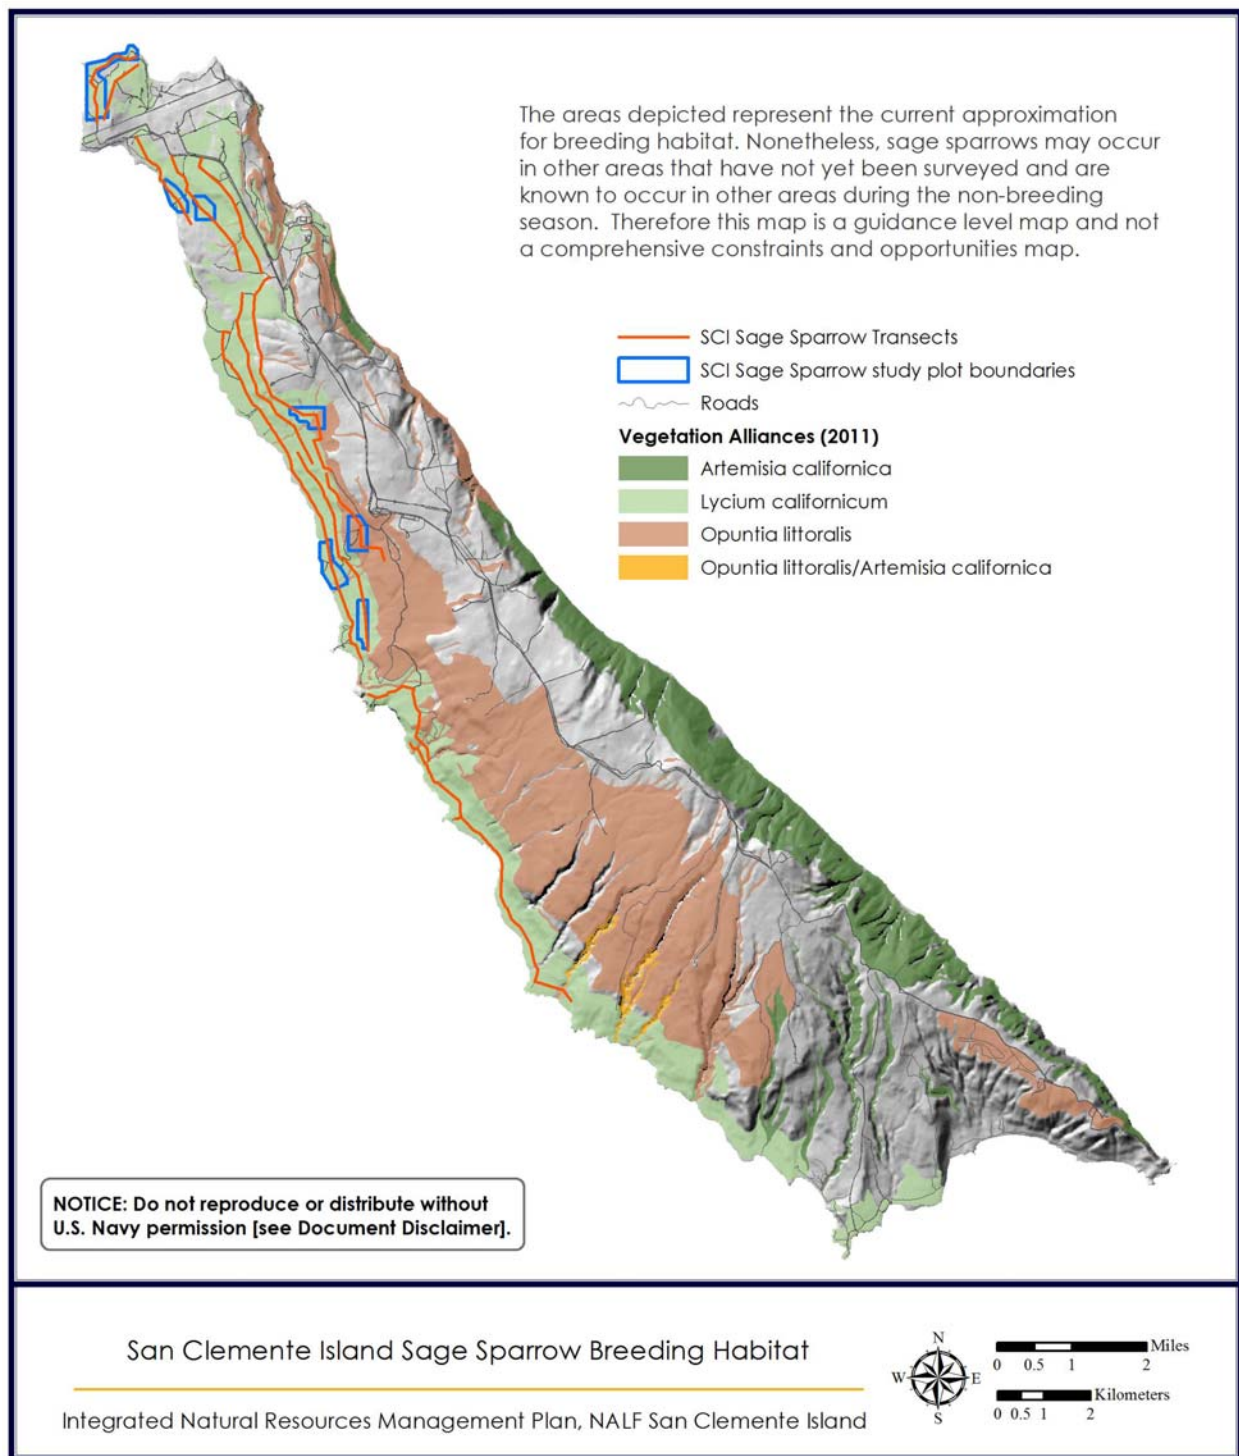 The areas depicted represent the current approximation
for breeding habitat. Nonetheless, sage sparrows may occur
in other areas that have not yet been surveyed and are
known to occur in other areas during the non-breeding
season. Therefore this map is a guidance level map and not
a comprehensive constraints and opportunities map.
SCI Sage Sparrow Transects
SCI Sage Sparrow study plot boundaries
Roads
Vegetation Alliances (2011)
Artemisia californica
Lycium californicum
Opuntia littoralis
Opuntia littoralis/Artemisia californica
NOTICE: Do not reproduce or distribute without
U.S. Navy permission [see Document Disclaimer].
San Clemente Island Sage Sparrow Breeding Habitat
Integrated Natural Resources Management Plan, NALF San Clemente Island
N
W E
S
Miles
0 0.5 1 2
Kilometers
0 0.5 1 2